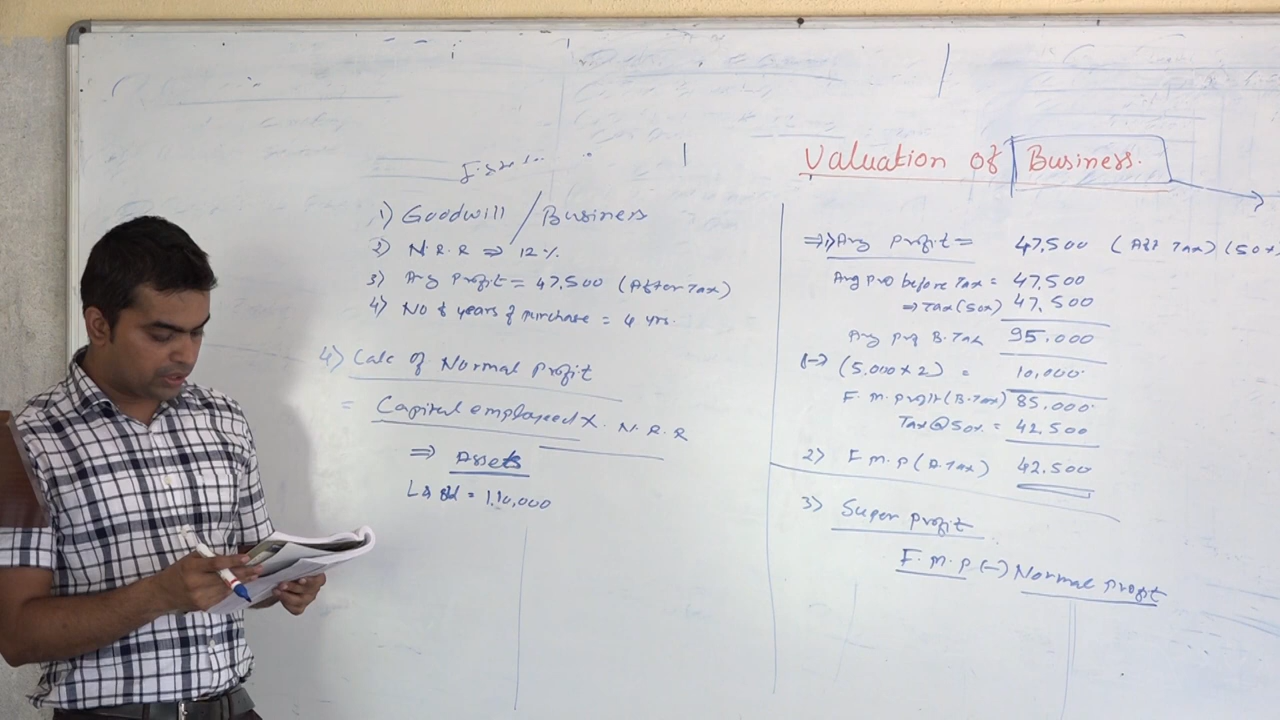 1) Goodwill / Business
2) N.R.R ⇒ 12%
3) Avg Profit = 47,500 (After Tax)
4) No of years of purchase = 4 yrs.
4) Calc of Normal Profit
= Capital employeed X. N.R.R
⇒ Assets
Land = 1,10,000
Valuation of Business.
⇒ 1) Avg Profit = 47,500 (Aft Tax) (50%
Avg Pro before Tax = 47,500
⇒ Tax (50%) 47,500
Avg Prof B. Tax 95,000
(-) (5,000 x 2) = 10,000
F.M. Profit (B.Tax) 85,000
Tax @ 50% = 42,500
2) F.M.P (A.Tax) 42,500
3) Super Profit
F.M.P (-) Normal Profit